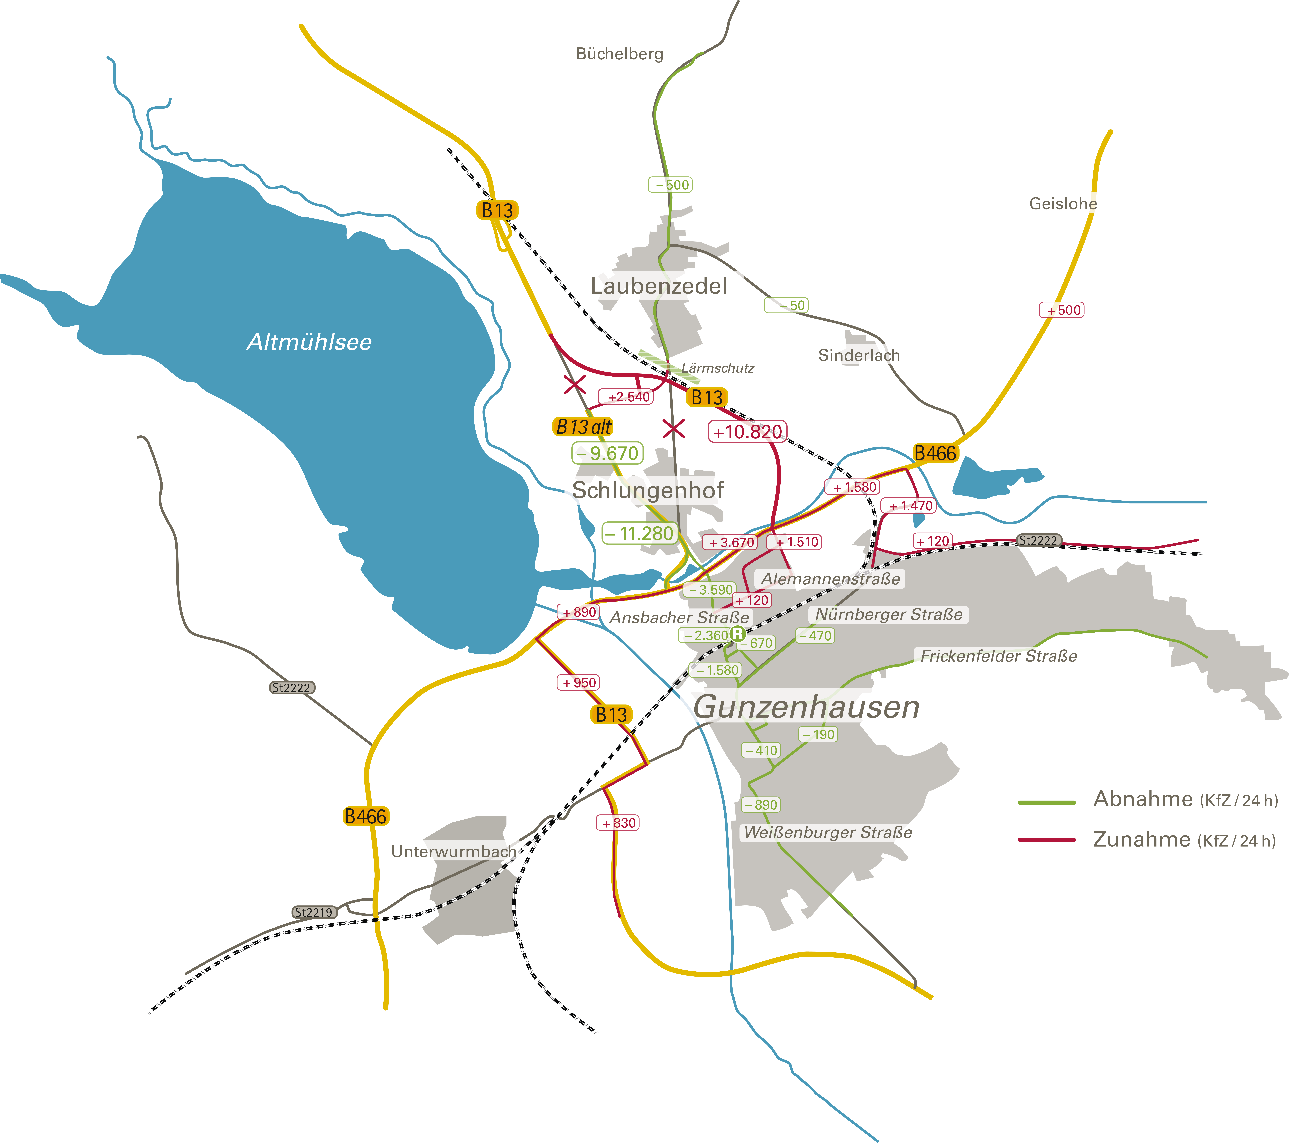 Büchelberg
− 500
Geislohe
B13
Laubenzedel
− 50
+ 500
Altmühlsee
Sinderlach
Lärmschutz
+2.540
B13
B13 alt
+10.820
− 9.670
B466
Schlungenhof
+ 1.580
+ 1.470
− 11.280
+ 3.670
+ 1.510
+ 120
St2222
Alemannenstraße
− 3.590
+ 120
+ 890
Ansbacher Straße
Nürnberger Straße
− 2.360
R
− 670
− 470
Frickenfelder Straße
− 1.580
+ 950
St2222
Gunzenhausen
B13
− 190
− 410
Abnahme (KfZ / 24 h)
− 890
B466
+ 830
Weißenburger Straße
Zunahme (KfZ / 24 h)
Unterwurmbach
St2219